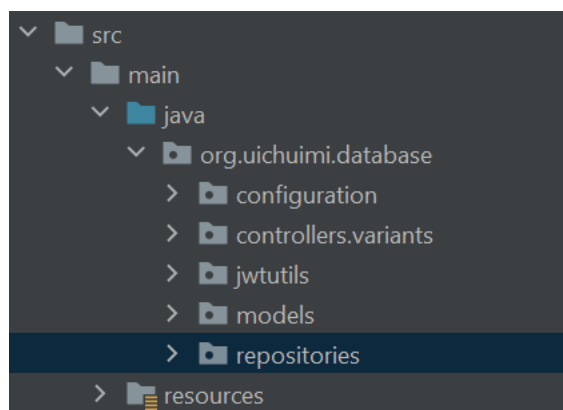 src
main
java
org.uichuimi.database
configuration
controllers.variants
jwtutils
models
repositories
resources